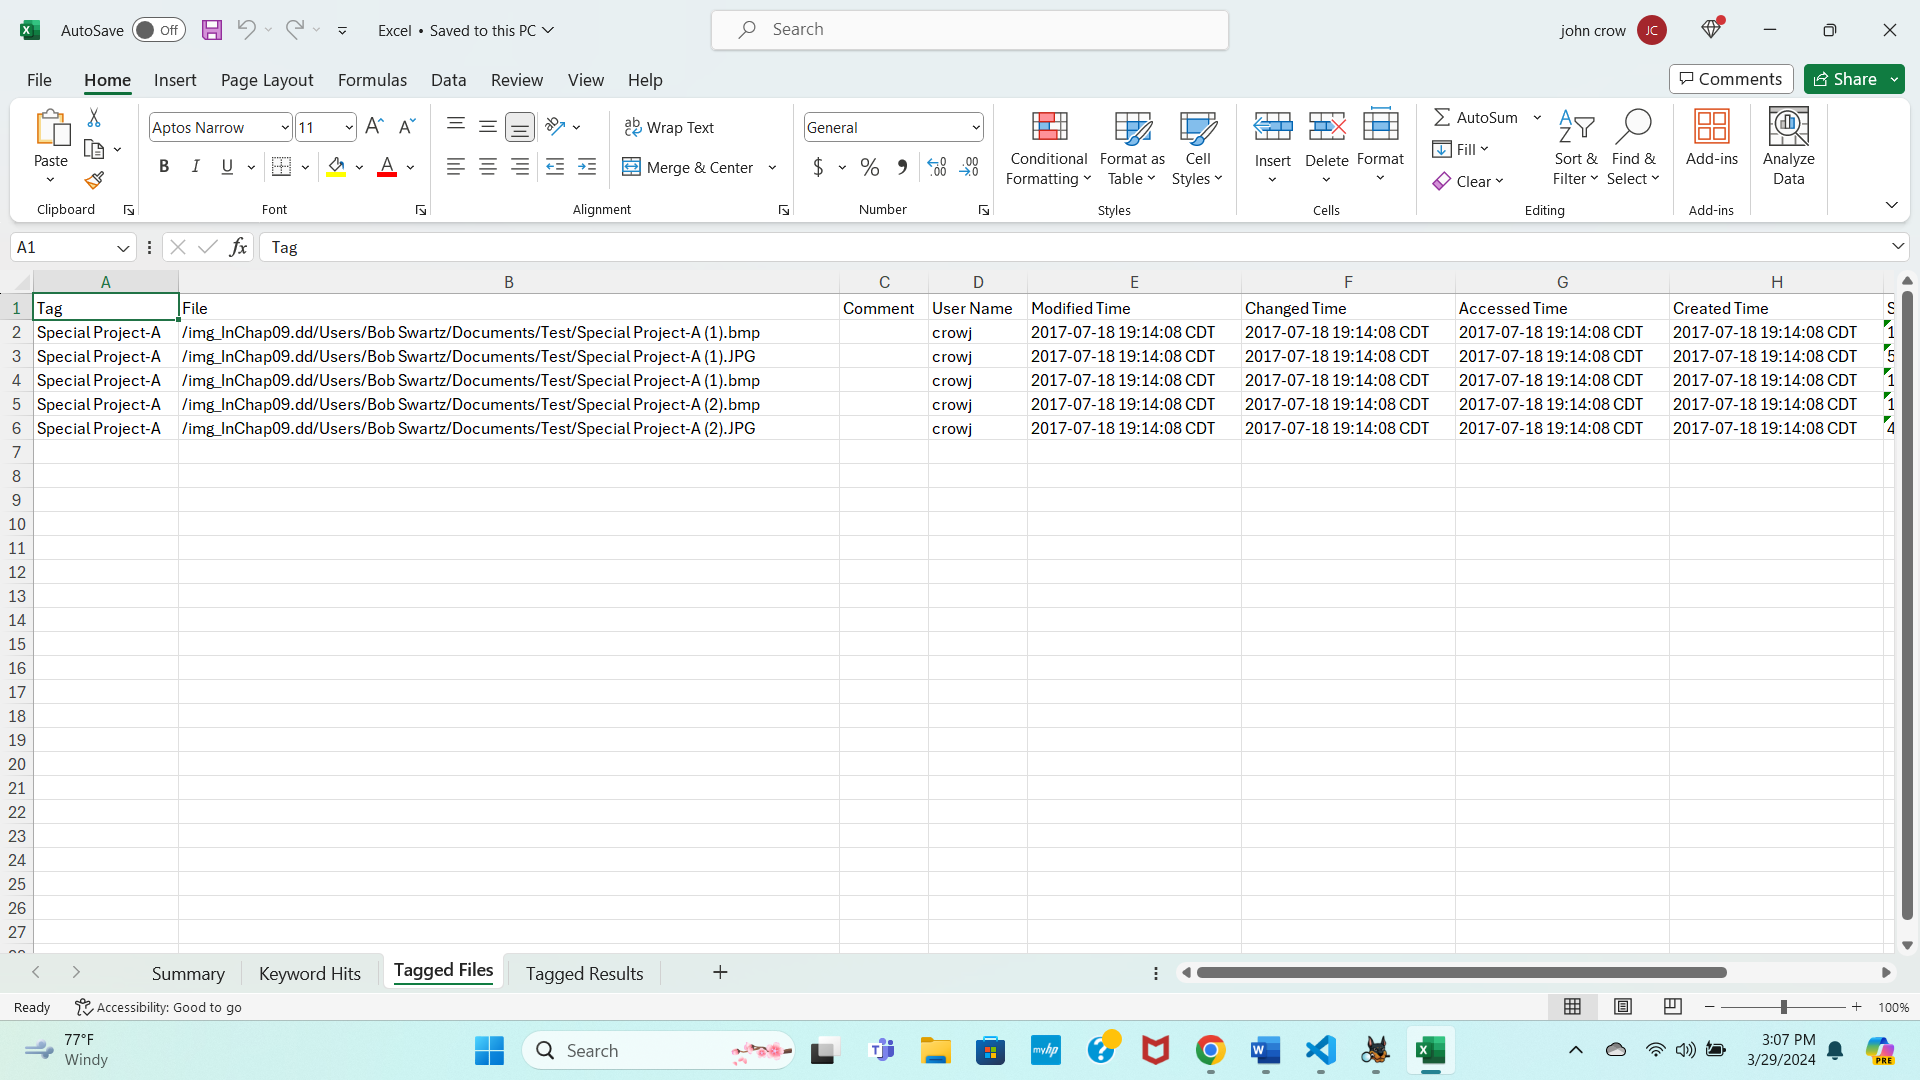 AutoSave Off Excel • Saved to this PC Search john crow JC
File Home Insert Page Layout Formulas Data Review View Help Comments Share
Paste Aptos Narrow 11 Wrap Text General Conditional Formatting Format as Table Cell Styles Insert Delete Format AutoSum Fill Clear Sort & Filter Find & Select Add-ins Analyze Data
B I U A Merge & Center $ % 9
Clipboard Font Alignment Number Styles Cells Editing Add-ins
A1 fx Tag
A B C D E F G H
1 Tag File Comment User Name Modified Time Changed Time Accessed Time Created Time S
2 Special Project-A /img_InChap09.dd/Users/Bob Swartz/Documents/Test/Special Project-A (1).bmp crowj 2017-07-18 19:14:08 CDT 2017-07-18 19:14:08 CDT 2017-07-18 19:14:08 CDT 2017-07-18 19:14:08 CDT 1
3 Special Project-A /img_InChap09.dd/Users/Bob Swartz/Documents/Test/Special Project-A (1).JPG crowj 2017-07-18 19:14:08 CDT 2017-07-18 19:14:08 CDT 2017-07-18 19:14:08 CDT 2017-07-18 19:14:08 CDT 5
4 Special Project-A /img_InChap09.dd/Users/Bob Swartz/Documents/Test/Special Project-A (1).bmp crowj 2017-07-18 19:14:08 CDT 2017-07-18 19:14:08 CDT 2017-07-18 19:14:08 CDT 2017-07-18 19:14:08 CDT 1
5 Special Project-A /img_InChap09.dd/Users/Bob Swartz/Documents/Test/Special Project-A (2).bmp crowj 2017-07-18 19:14:08 CDT 2017-07-18 19:14:08 CDT 2017-07-18 19:14:08 CDT 2017-07-18 19:14:08 CDT 1
6 Special Project-A /img_InChap09.dd/Users/Bob Swartz/Documents/Test/Special Project-A (2).JPG crowj 2017-07-18 19:14:08 CDT 2017-07-18 19:14:08 CDT 2017-07-18 19:14:08 CDT 2017-07-18 19:14:08 CDT 4
7
8
9
10
11
12
13
14
15
16
17
18
19
20
21
22
23
24
25
26
27
Summary Keyword Hits Tagged Files Tagged Results
Ready Accessibility: Good to go 100%
77°F Search myhp 3:07 PM
Windy 3/29/2024 PRE